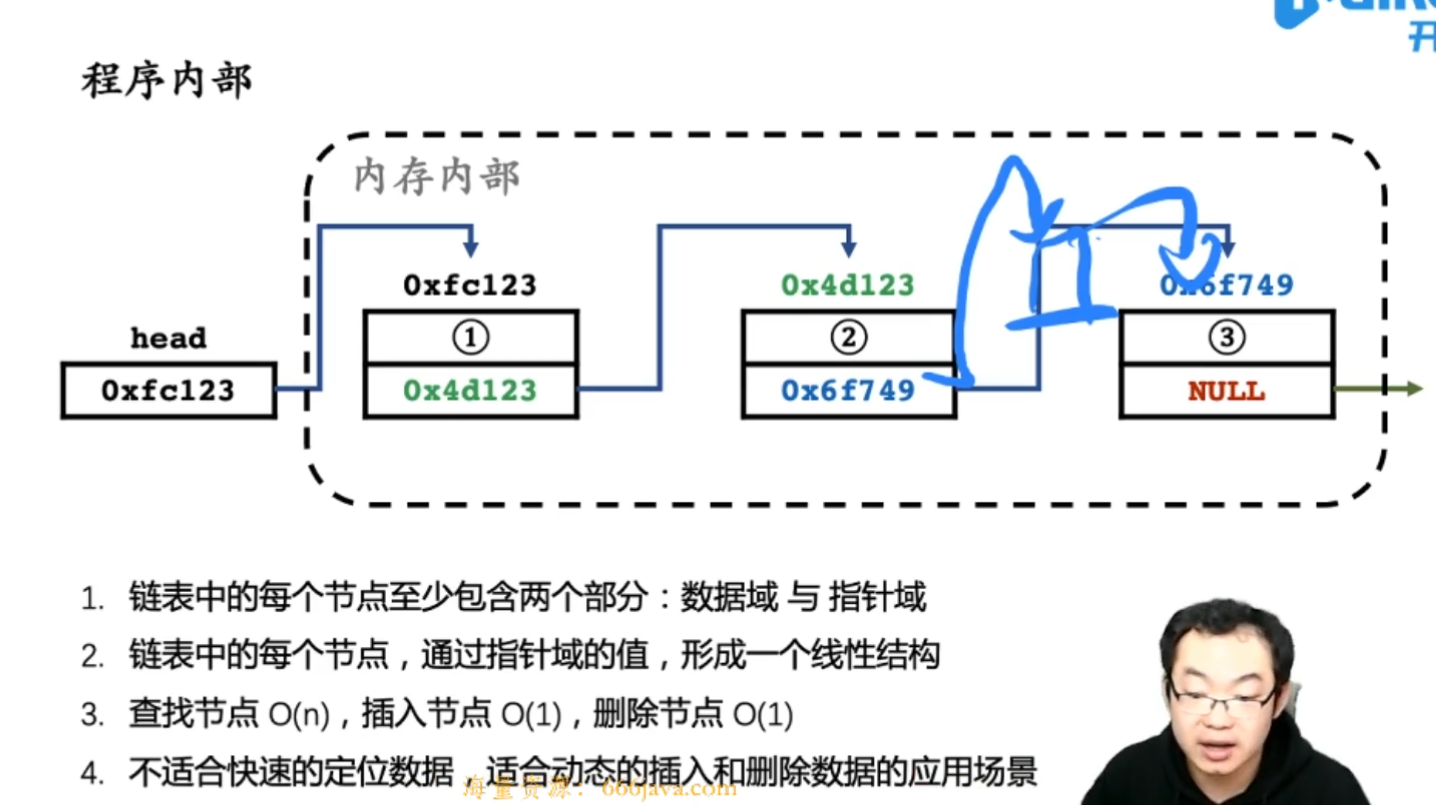 程序内部
内存内部
0xfc123
0x4d123
0x6f749
head
①
②
③
0xfc123
0x4d123
0x6f749
NULL
1. 链表中的每个节点至少包含两个部分：数据域 与 指针域
2. 链表中的每个节点，通过指针域的值，形成一个线性结构
3. 查找节点 O(n)，插入节点 O(1)，删除节点 O(1)
4. 不适合快速的定位数据，适合动态的插入和删除数据的应用场景
海量资源：666java.com